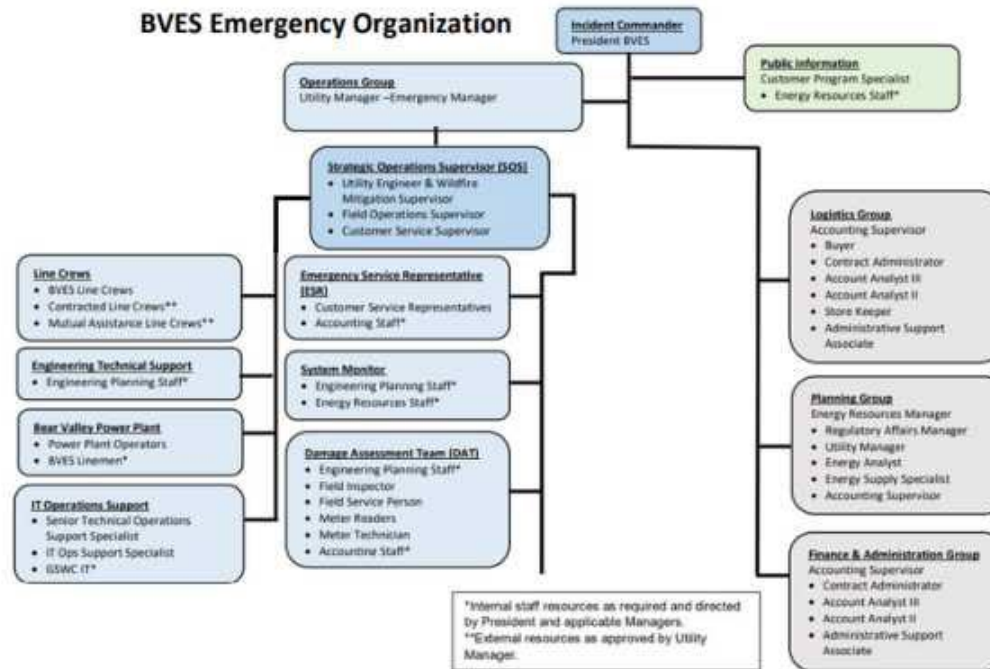 BVES Emergency Organization
Incident Commander
President BVES
Public Information
Customer Program Specialist
• Energy Resources Staff*
Operations Group
Utility Manager –Emergency Manager
Strategic Operations Supervisor (SOS)
• Utility Engineer & Wildfire
Mitigation Supervisor
• Field Operations Supervisor
• Customer Service Supervisor
Line Crews
• BVES Line Crews
• Contracted Line Crews**
• Mutual Assistance Line Crews**
Engineering Technical Support
• Engineering Planning Staff*
Bear Valley Power Plant
• Power Plant Operators
• BVES Linemen*
IT Operations Support
• Senior Technical Operations
Support Specialist
• IT Ops Support Specialist
• GSWC IT*
Emergency Service Representative
(ESR)
• Customer Service Representatives
• Accounting Staff*
System Monitor
• Engineering Planning Staff*
• Energy Resources Staff*
Damage Assessment Team (DAT)
• Engineering Planning Staff*
• Field Inspector
• Field Service Person
• Meter Readers
• Meter Technician
• Accounting Staff*
Logistics Group
Accounting Supervisor
• Buyer
• Contract Administrator
• Account Analyst III
• Account Analyst II
• Store Keeper
• Administrative Support
Associate
Planning Group
Energy Resources Manager
• Regulatory Affairs Manager
• Utility Manager
• Energy Analyst
• Energy Supply Specialist
• Accounting Supervisor
Finance & Administration Group
Accounting Supervisor
• Contract Administrator
• Account Analyst III
• Account Analyst II
• Administrative Support
Associate
*Internal staff resources as required and directed
by President and applicable Managers.
**External resources as approved by Utility
Manager.